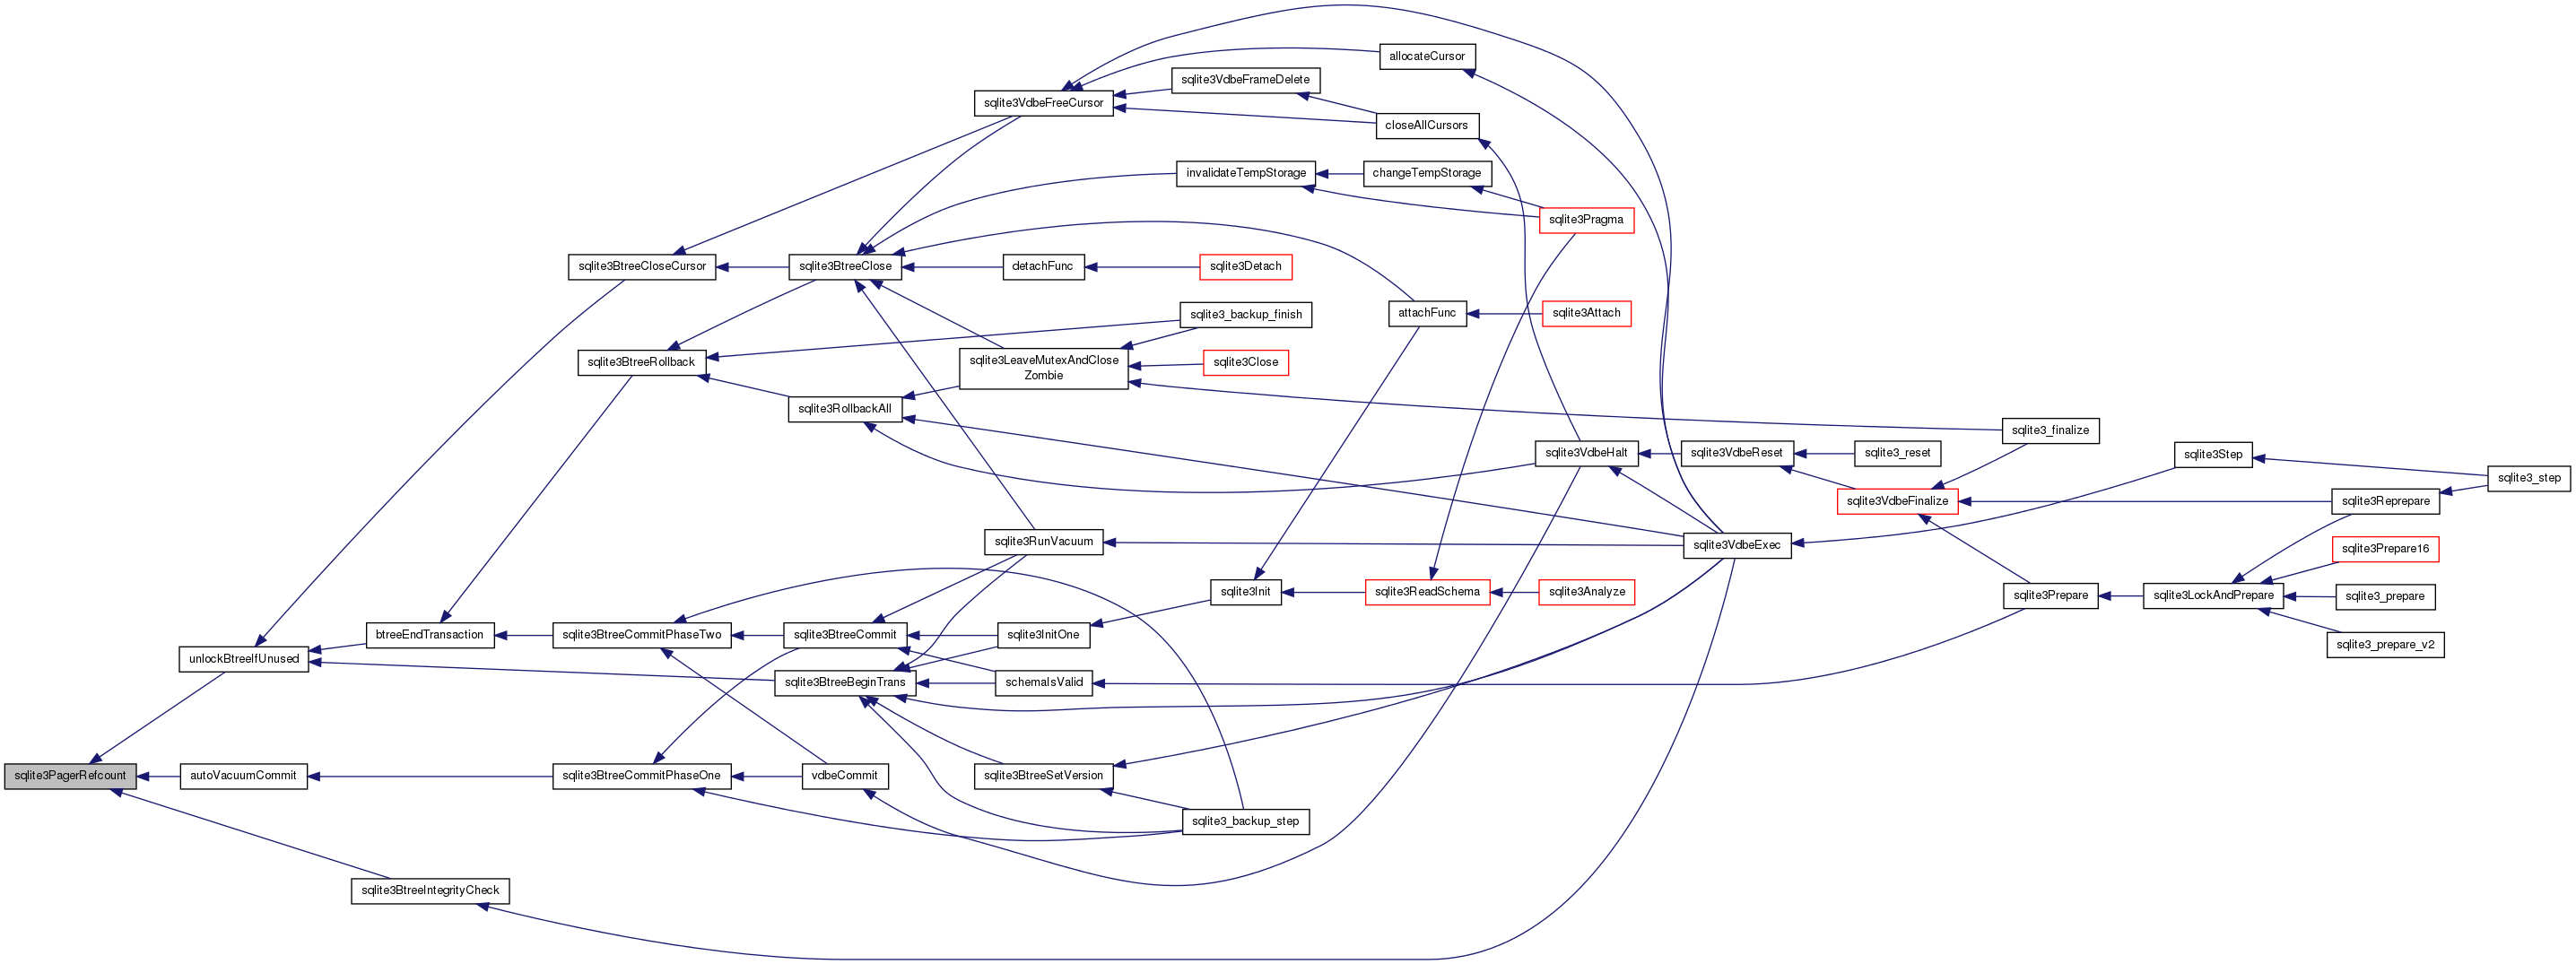 allocateCursor
sqlite3VdbeFrameDelete
sqlite3VdbeFreeCursor
closeAllCursors
invalidateTempStorage
changeTempStorage
sqlite3Pragma
sqlite3BtreeCloseCursor
sqlite3BtreeClose
detachFunc
sqlite3Detach
sqlite3_backup_finish
attachFunc
sqlite3Attach
sqlite3BtreeRollback
sqlite3LeaveMutexAndClose
Zombie
sqlite3Close
sqlite3RollbackAll
sqlite3_finalize
sqlite3VdbeHalt
sqlite3VdbeReset
sqlite3_reset
sqlite3Step
sqlite3_step
sqlite3VdbeFinalize
sqlite3Reprepare
sqlite3RunVacuum
sqlite3VdbeExec
sqlite3Prepare16
sqlite3Init
sqlite3ReadSchema
sqlite3Analyze
sqlite3Prepare
sqlite3LockAndPrepare
sqlite3_prepare
btreeEndTransaction
sqlite3BtreeCommitPhaseTwo
sqlite3BtreeCommit
sqlite3InitOne
sqlite3_prepare_v2
unlockBtreeIfUnused
sqlite3BtreeBeginTrans
schemaIsValid
sqlite3PagerRefcount
autoVacuumCommit
sqlite3BtreeCommitPhaseOne
vdbeCommit
sqlite3BtreeSetVersion
sqlite3_backup_step
sqlite3BtreeIntegrityCheck